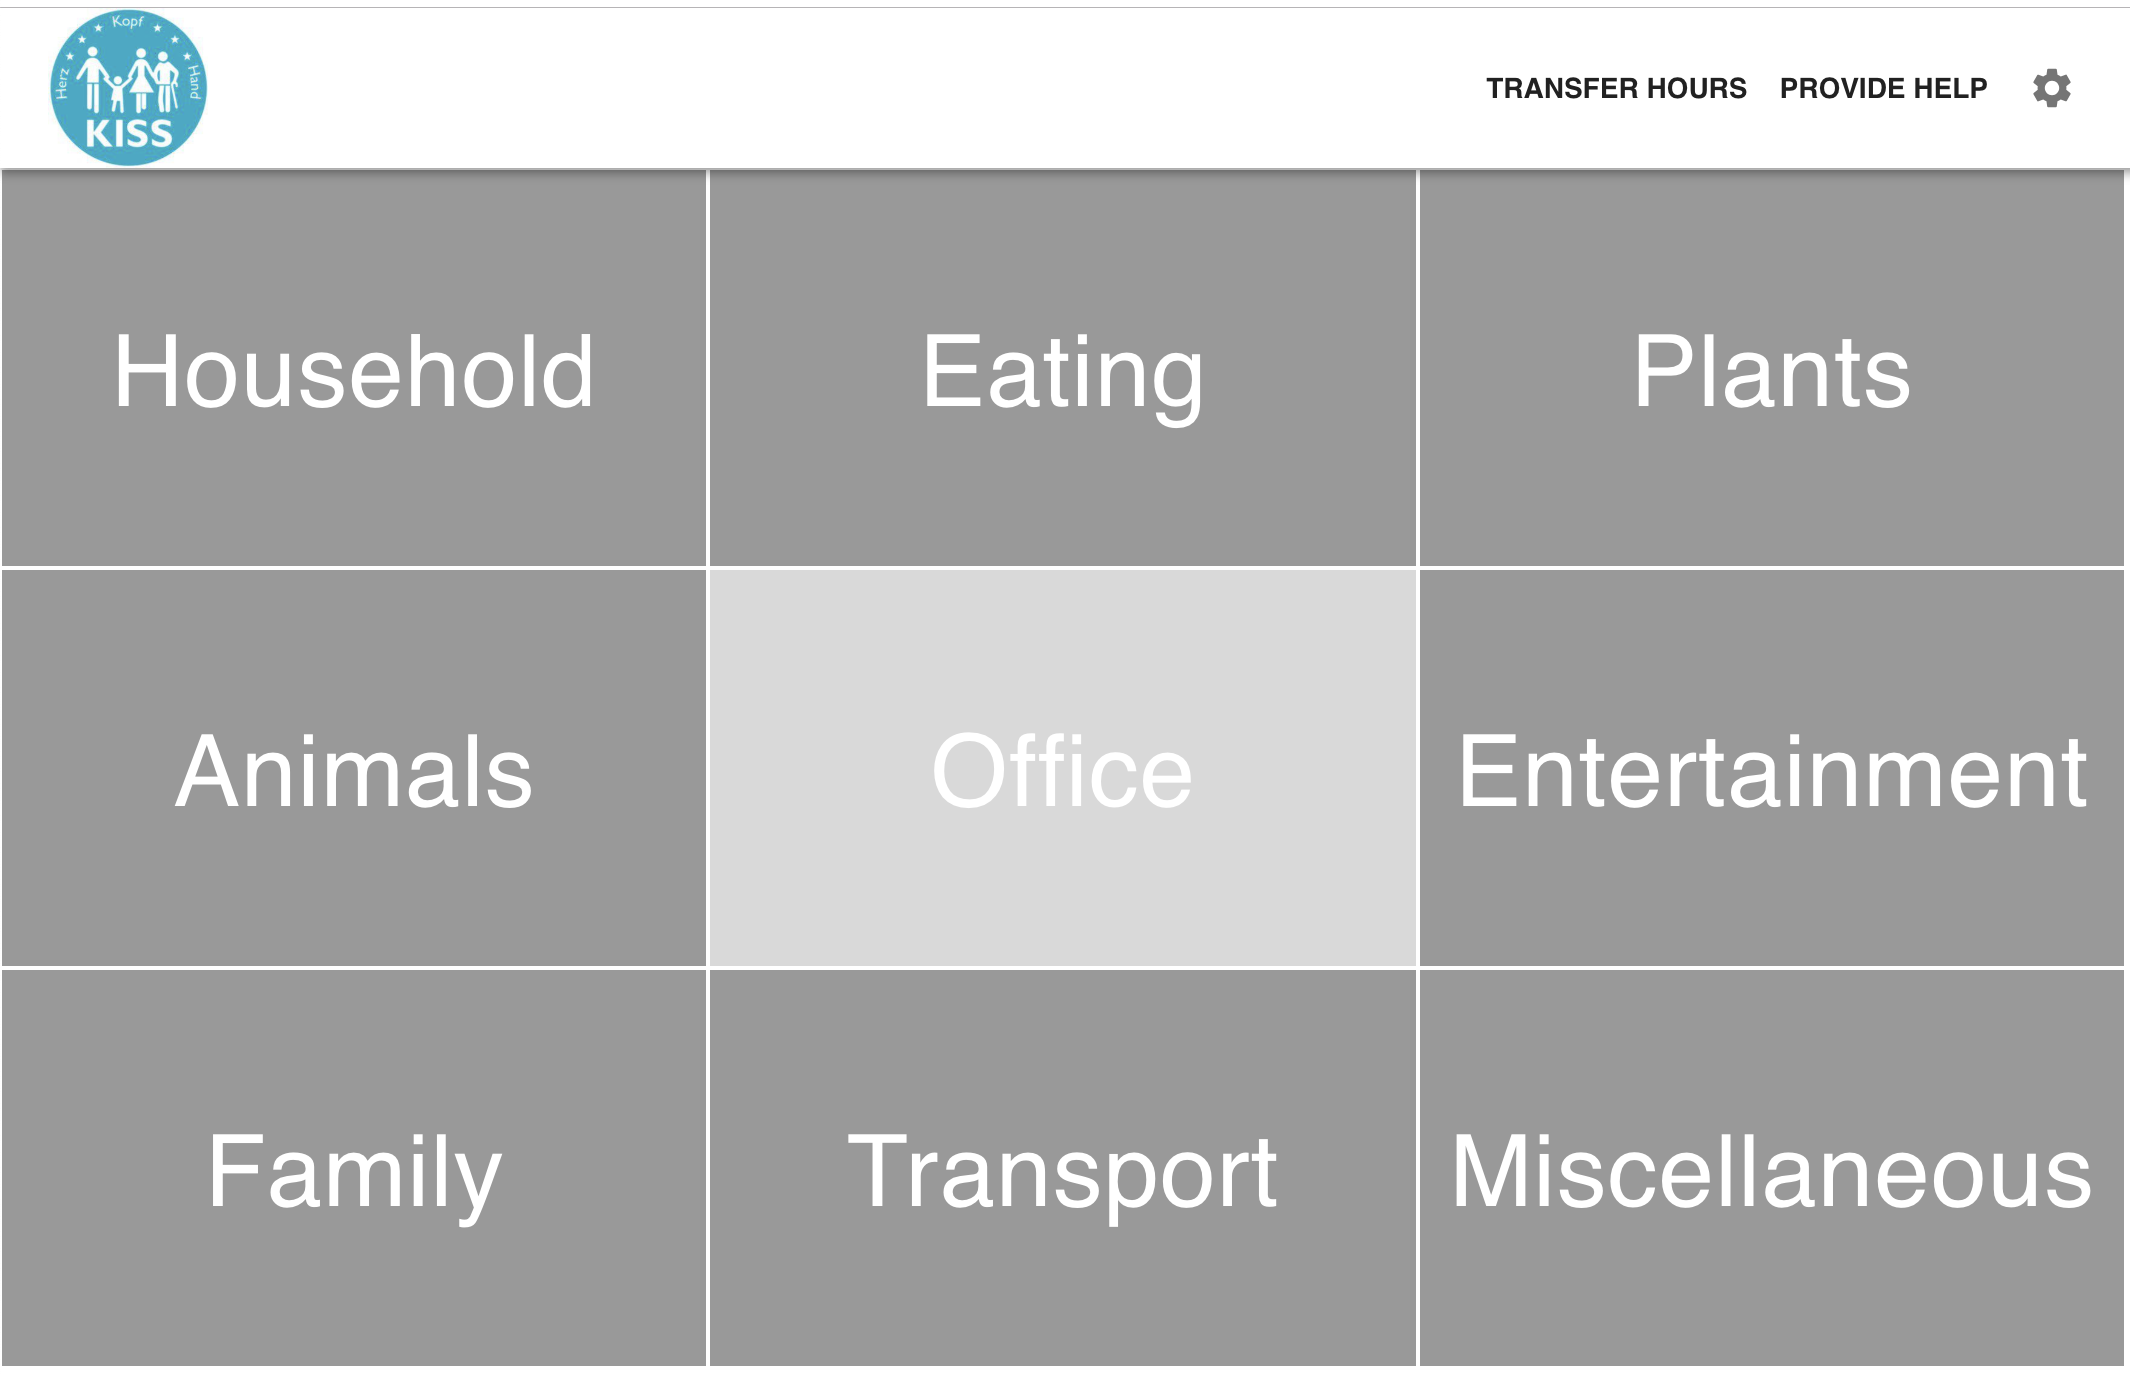 Kopf
Herz
Hand
KISS
TRANSFER HOURS PROVIDE HELP
Household Eating Plants
Animals Office Entertainment
Family Transport Miscellaneous